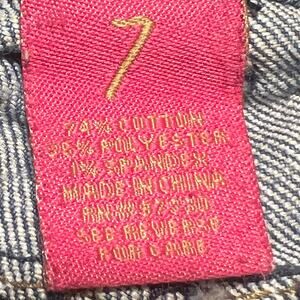 7
74% COTTON
25% POLYESTER
1% SPANDEX
MADE IN CHINA
SEE REVERSE
FOR CARE